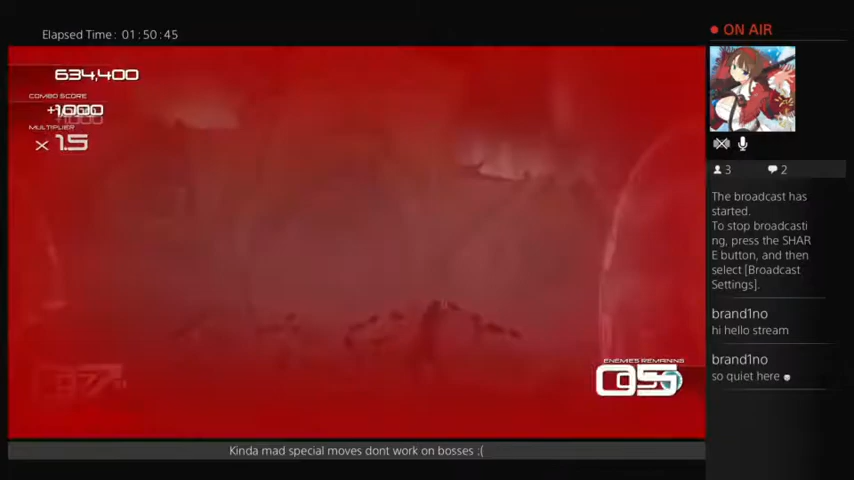 Elapsed Time: 01:50:45
ON AIR
634,400
COMBO SCORE
+1,000
MULTIPLIER
x 1.5
3 2
The broadcast has
started.
To stop broadcasti
ng, press the SHAR
E button, and then
select [Broadcast
Settings].
brand1no
hi hello stream
brand1no
so quiet here
ENEMIES REMAINING
05
Kinda mad special moves dont work on bosses ;(